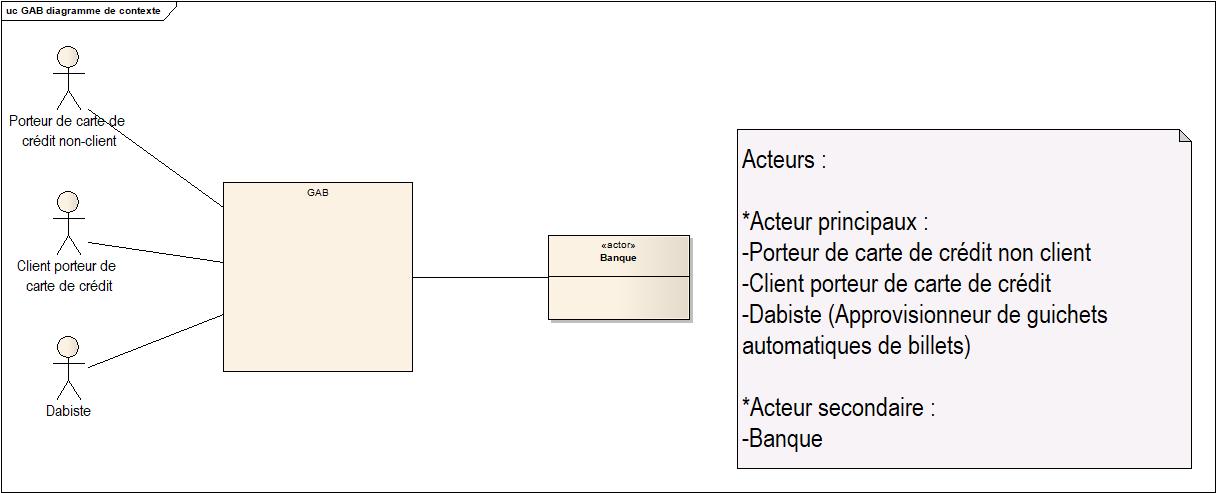 uc GAB diagramme de contexte
Porteur de carte de
crédit non-client
Client porteur de
carte de crédit
Dabiste
GAB
«actor»
Banque
Acteurs :
*Acteur principaux :
-Porteur de carte de crédit non client
-Client porteur de carte de crédit
-Dabiste (Approvisionneur de guichets
automatiques de billets)
*Acteur secondaire :
-Banque